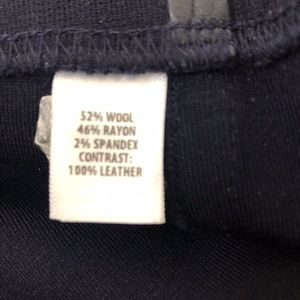 52% WOOL
46% RAYON
2% SPANDEX
CONTRAST:
100% LEATHER